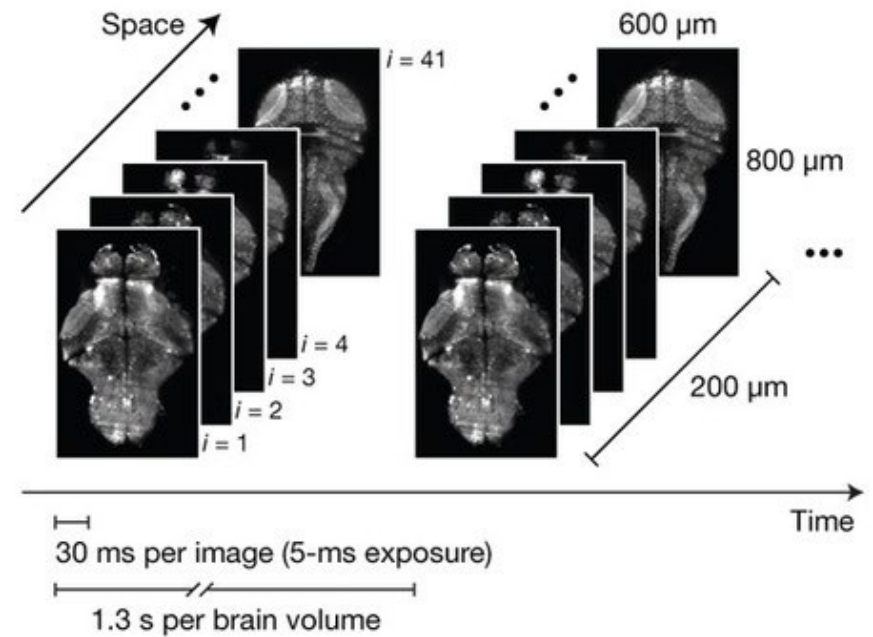 Space
600 µm
i = 41
800 µm
i = 4
i = 3
200 µm
i = 2
i = 1
Time
30 ms per image (5-ms exposure)
1.3 s per brain volume